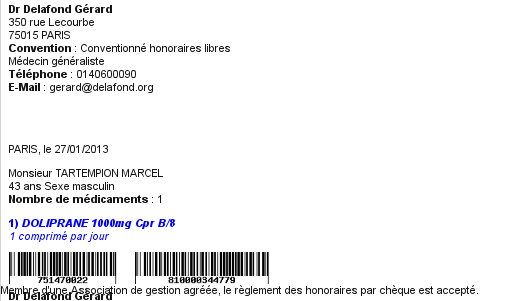 Dr Delafond Gérard
350 rue Lecourbe
75015 PARIS
Convention : Conventionné honoraires libres
Médecin généraliste
Téléphone : 0140600090
E-Mail : gerard@delafond.org
PARIS, le 27/01/2013
Monsieur TARTEMPION MARCEL
43 ans Sexe masculin
Nombre de médicaments : 1
1) DOLIPRANE 1000mg Cpr B/8
1 comprimé par jour
751470022 810000344779
Membre d'une Association de gestion agréée, le règlement des honoraires par chèque est accepté.
Dr Delafond Gérard